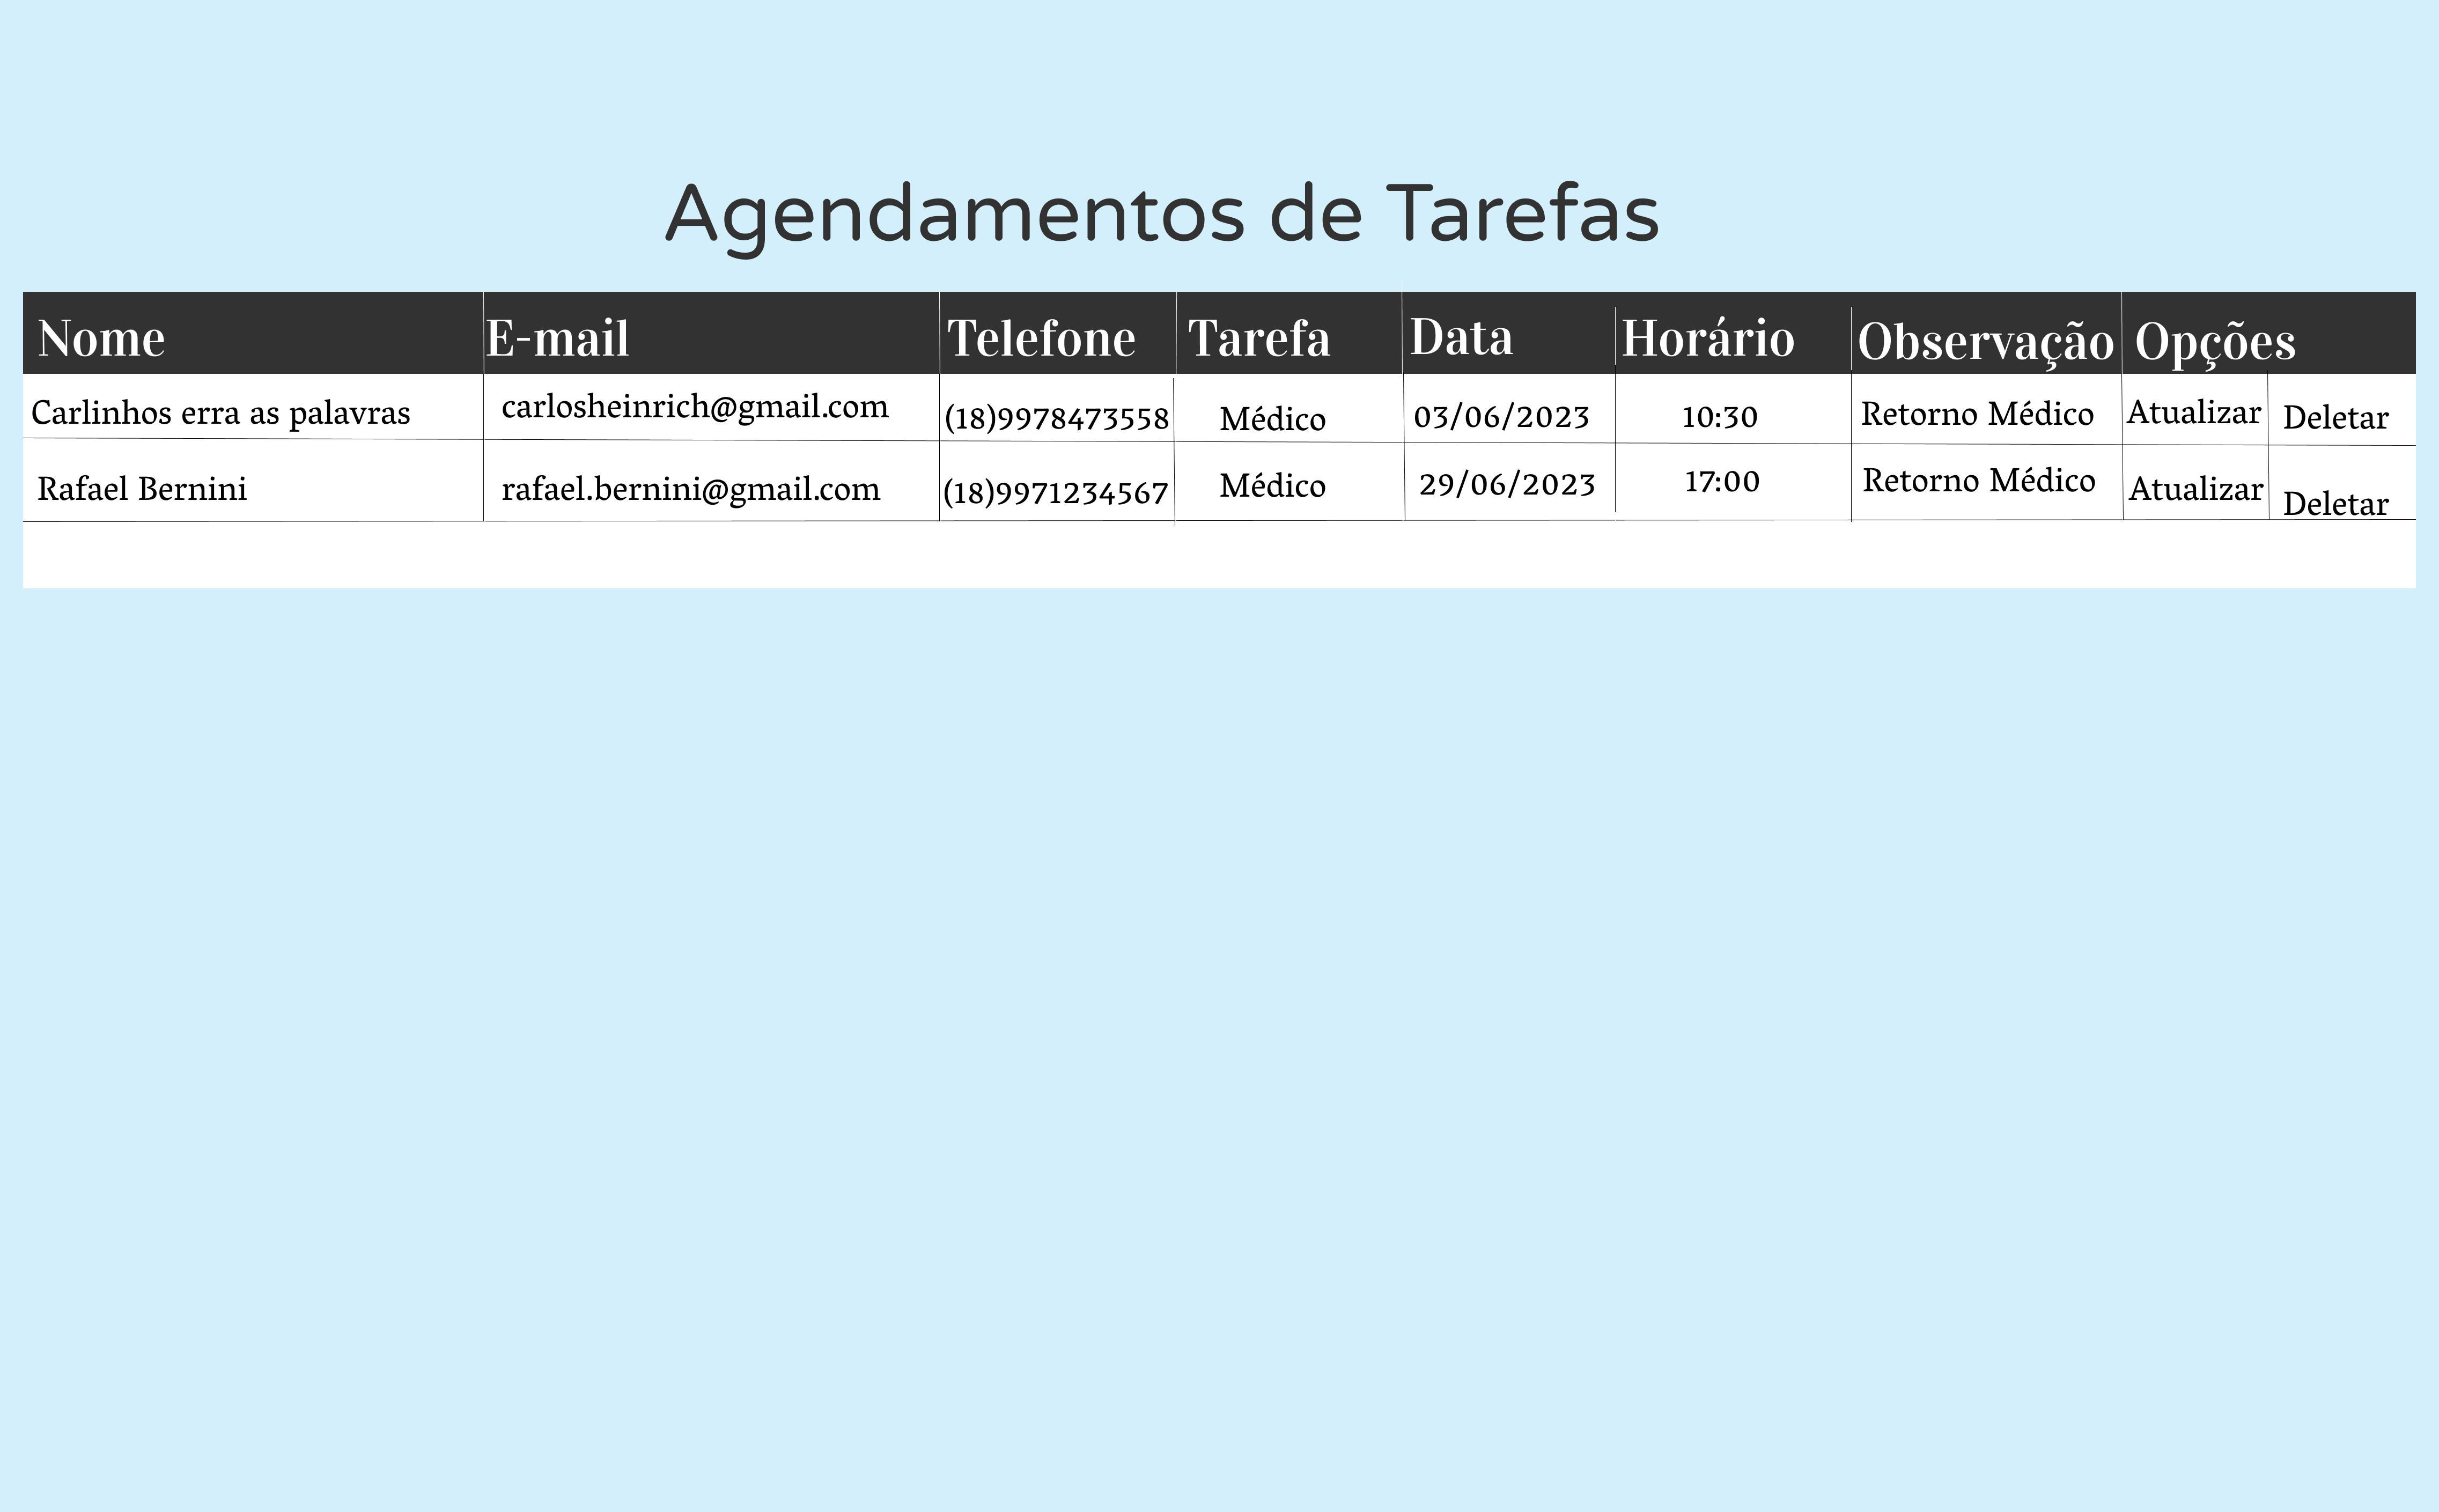 Agendamentos de Tarefas
Nome E-mail Telefone Tarefa Data Horário Observação Opções
Carlinhos erra as palavras carlosheinrich@gmail.com (18)9978473558 Médico 03/06/2023 10:30 Retorno Médico Atualizar Deletar
Rafael Bernini rafael.bernini@gmail.com (18)9971234567 Médico 29/06/2023 17:00 Retorno Médico Atualizar Deletar